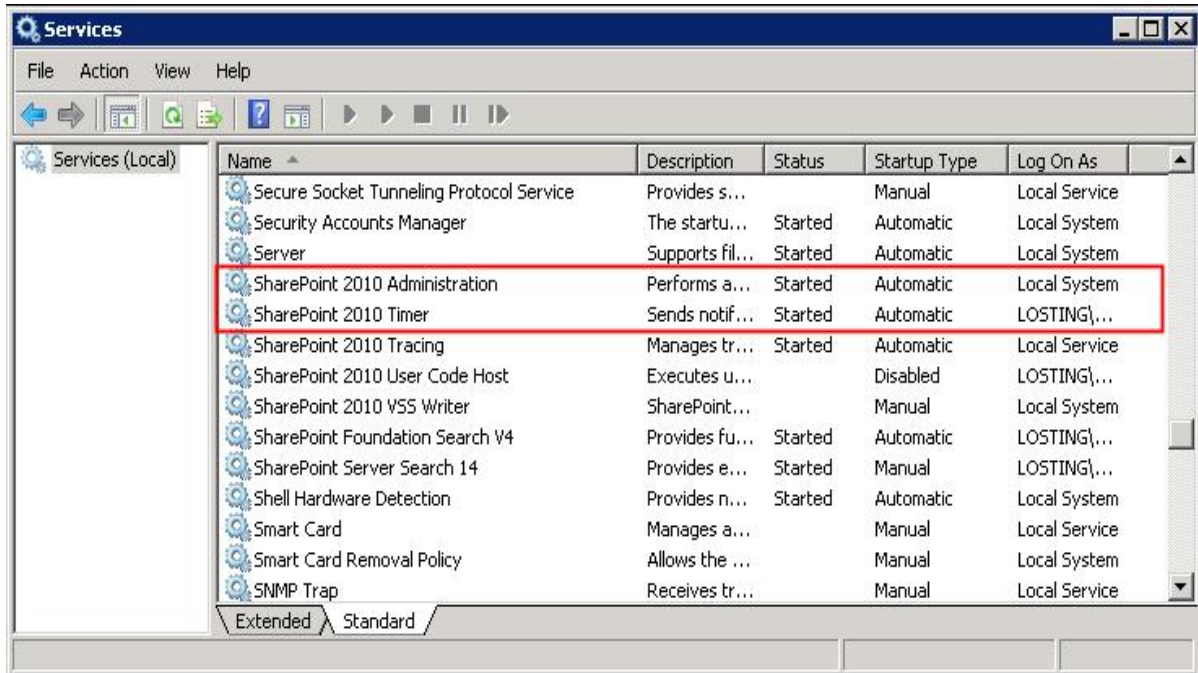 Services
File Action View Help
Services (Local)
Name Description Status Startup Type Log On As
Secure Socket Tunneling Protocol Service Provides s... Manual Local Service
Security Accounts Manager The startu... Started Automatic Local System
Server Supports fil... Started Automatic Local System
SharePoint 2010 Administration Performs a... Started Automatic Local System
SharePoint 2010 Timer Sends notif... Started Automatic LOSTING\...
SharePoint 2010 Tracing Manages tr... Started Automatic Local Service
SharePoint 2010 User Code Host Executes u... Disabled LOSTING\...
SharePoint 2010 VSS Writer SharePoint... Manual Local System
SharePoint Foundation Search V4 Provides fu... Started Automatic LOSTING\...
SharePoint Server Search 14 Provides e... Started Manual LOSTING\...
Shell Hardware Detection Provides n... Started Automatic Local System
Smart Card Manages a... Manual Local Service
Smart Card Removal Policy Allows the ... Manual Local System
SNMP Trap Receives tr... Manual Local Service
Extended Standard